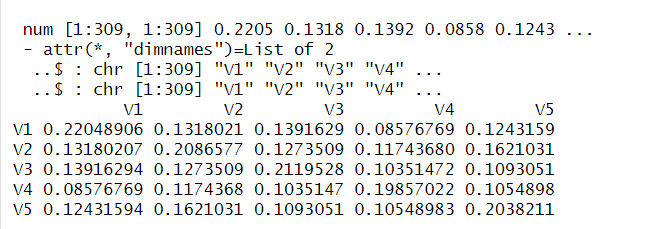 num [1:309, 1:309] 0.2205 0.1318 0.1392 0.0858 0.1243 ...
- attr(*, "dimnames")=List of 2
..$ : chr [1:309] "V1" "V2" "V3" "V4" ...
..$ : chr [1:309] "V1" "V2" "V3" "V4" ...
V1 V2 V3 V4 V5
V1 0.22048906 0.1318021 0.1391629 0.08576769 0.1243159
V2 0.13180207 0.2086577 0.1273509 0.11743680 0.1621031
V3 0.13916294 0.1273509 0.2119528 0.10351472 0.1093051
V4 0.08576769 0.1174368 0.1035147 0.19857022 0.1054898
V5 0.12431594 0.1621031 0.1093051 0.10548983 0.2038211